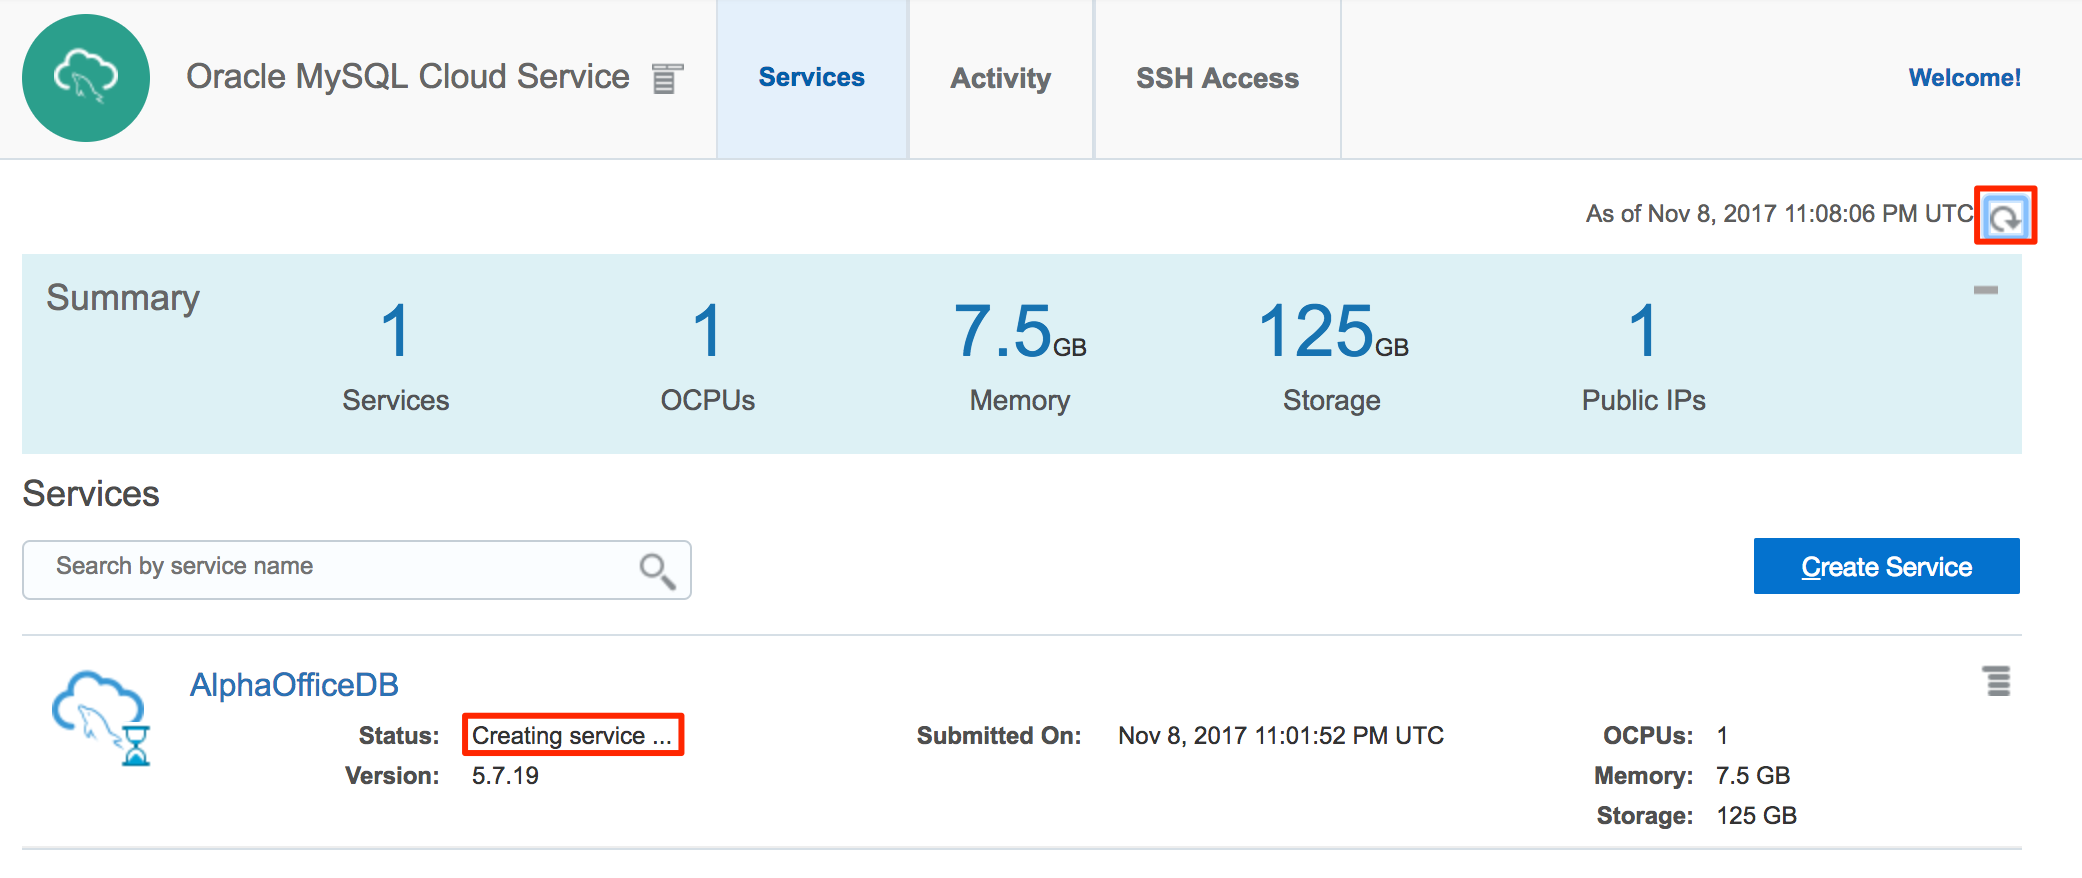 Oracle MySQL Cloud Service
Services
Activity
SSH Access
Welcome!
As of Nov 8, 2017 11:08:06 PM UTC
Summary
1
Services
1
OCPUs
7.5GB
Memory
125GB
Storage
1
Public IPs
Services
Search by service name
Create Service
AlphaOfficeDB
Status: Creating service ...
Version: 5.7.19
Submitted On: Nov 8, 2017 11:01:52 PM UTC
OCPUs: 1
Memory: 7.5 GB
Storage: 125 GB